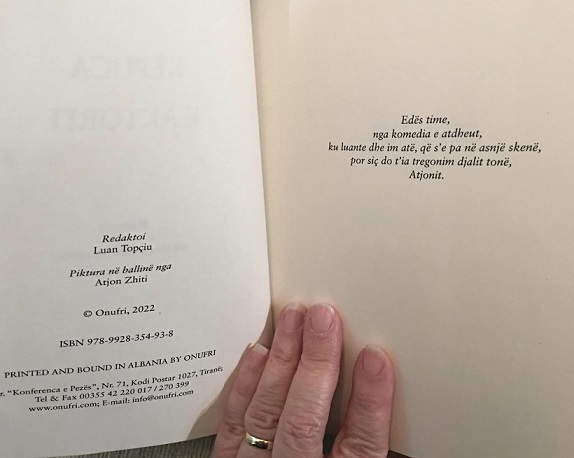 Redaktoi
Luan Topçiu
Piktura në ballinë nga
Atjon Zhiti
© Onufri, 2022
ISBN 978-9928-354-93-8
PRINTED AND BOUND IN ALBANIA BY ONUFRI
r. “Konferenca e Pezës”, Nr. 71, Kodi Postar 1027, Tiranë;
Tel & Fax 00355 42 220 017 / 270 399
www.onufri.com; E-mail: info@onufri.com
Edës time,
nga komedia e atdheut,
ku luante dhe im atë, që s’e pa në asnjë skenë,
por siç do t’ia tregonim djalit tonë,
Atjonit.